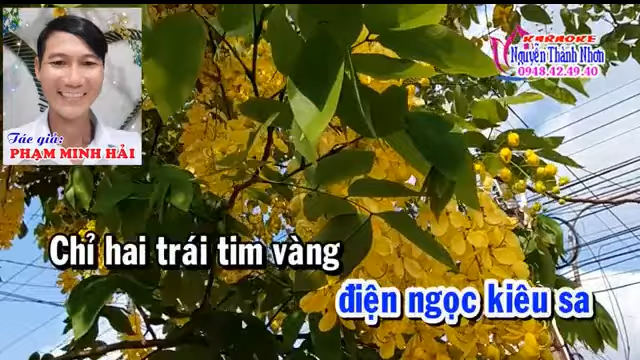 KARAOKE
Nguyễn Thành Nhơn
0948.42.49.40
Tác giả:
PHẠM MINH HẢI
Chỉ hai trái tim vàng
điện ngọc kiêu sa